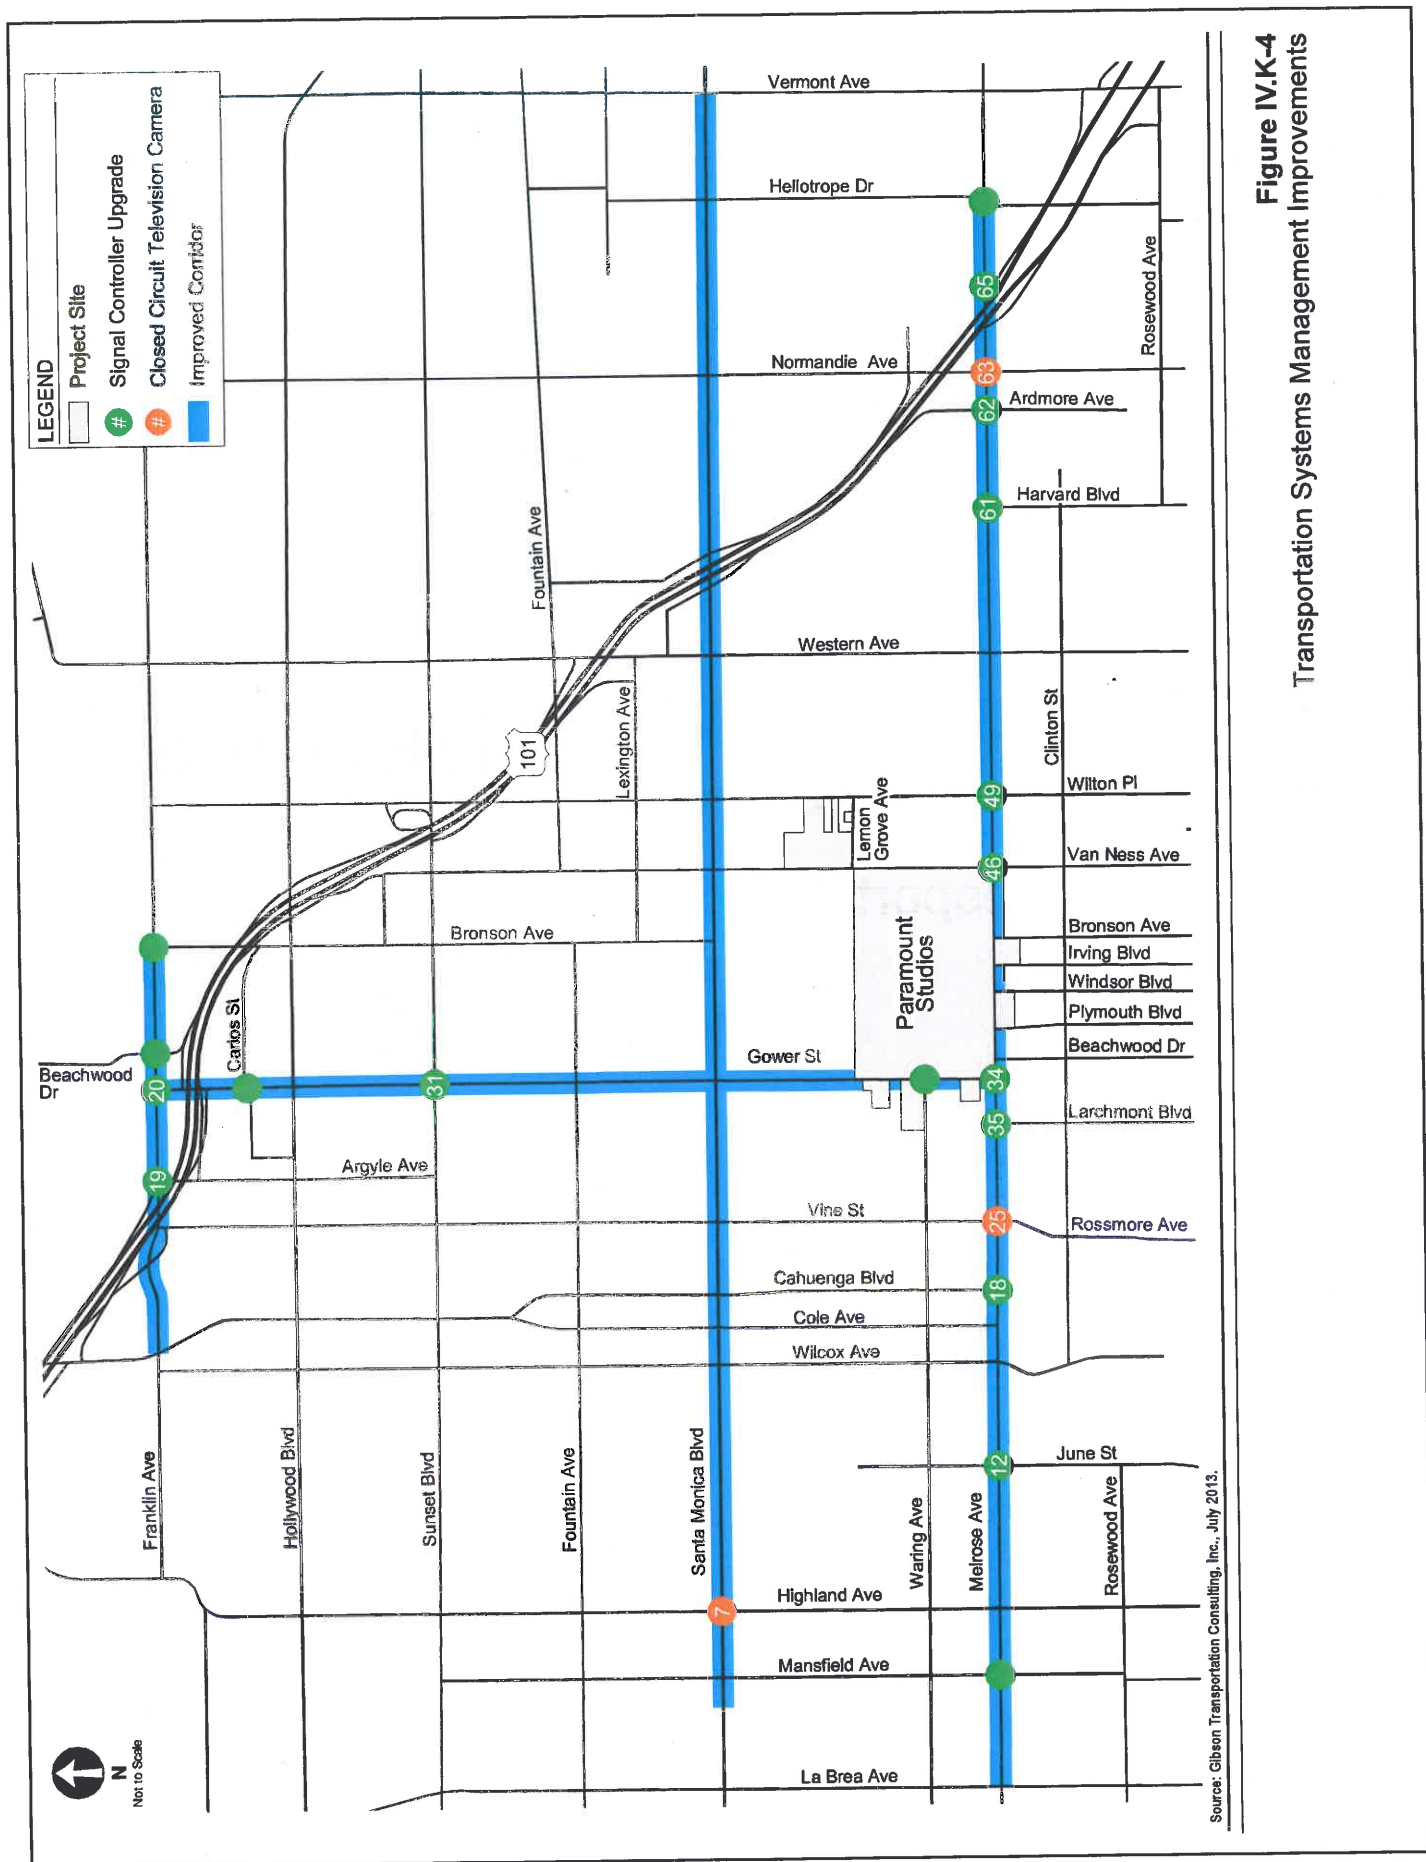 LEGEND
Project Site
# Signal Controller Upgrade
# Closed Circuit Television Camera
Improved Corridor
N
Not to Scale
Beachwood
Dr
Franklin Ave
Hollywood Blvd
Sunset Blvd
Fountain Ave
Santa Monica Blvd
Waring Ave
Melrose Ave
Rosewood Ave
Carlos St
Fountain Ave
Lexington Ave
101
Lemon
Grove Ave
Clinton St
Rosewood Ave
Paramount
Studios
La Brea Ave
Mansfield Ave
Highland Ave
June St
Wilcox Ave
Cole Ave
Cahuenga Blvd
Vine St
Rossmore Ave
Argyle Ave
Larchmont Blvd
Gower St
Beachwood Dr
Plymouth Blvd
Windsor Blvd
Irving Blvd
Bronson Ave
Bronson Ave
Van Ness Ave
Wilton Pl
Western Ave
Harvard Blvd
Ardmore Ave
Normandie Ave
Hellotrope Dr
Vermont Ave
19
20
31
7
12
18
25
35
34
46
49
61
62
63
65
Source: Gibson Transportation Consulting, Inc., July 2013.
Figure IV.K-4
Transportation Systems Management Improvements